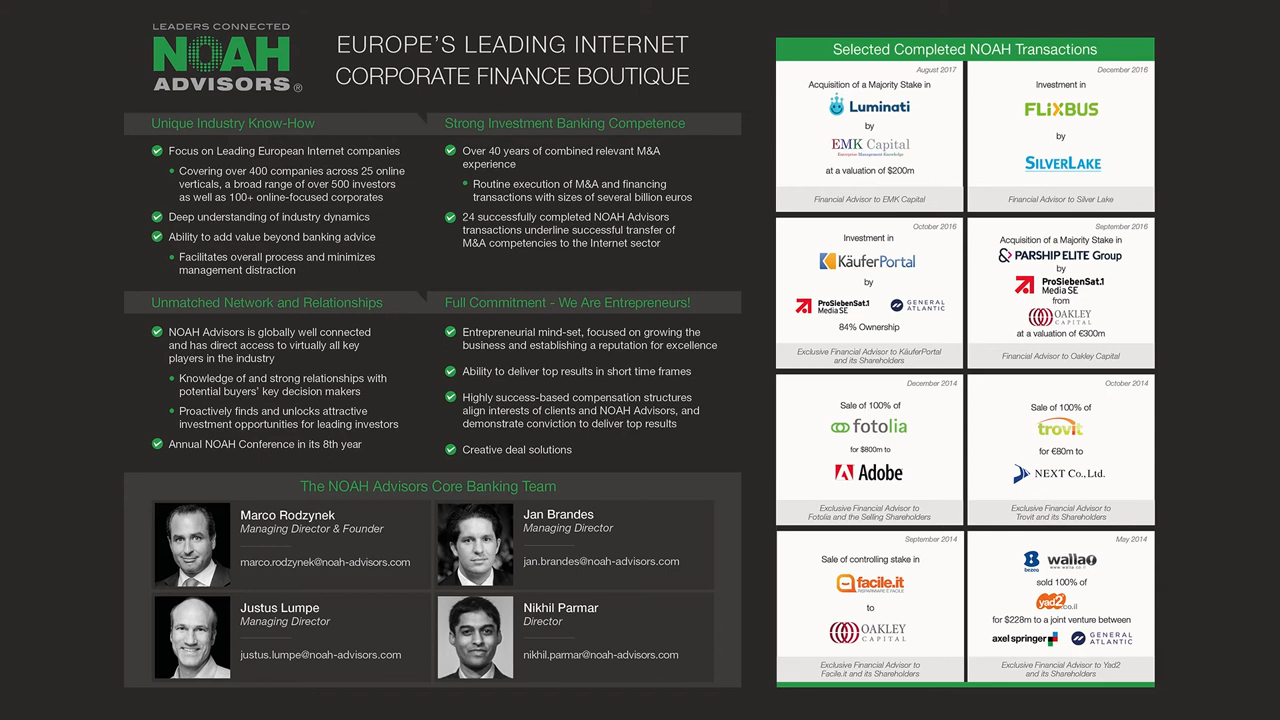 LEADERS CONNECTED
NOAH
ADVISORS®
EUROPE'S LEADING INTERNET
CORPORATE FINANCE BOUTIQUE
Unique Industry Know-How
Focus on Leading European Internet companies
Covering over 400 companies across 25 online
verticals, a broad range of over 500 investors
as well as 100+ online-focused corporates
Deep understanding of industry dynamics
Ability to add value beyond banking advice
Facilitates overall process and minimizes
management distraction
Strong Investment Banking Competence
Over 40 years of combined relevant M&A
experience
Routine execution of M&A and financing
transactions with sizes of several billion euros
24 successfully completed NOAH Advisors
transactions underline successful transfer of
M&A competencies to the Internet sector
Unmatched Network and Relationships
NOAH Advisors is globally well connected
and has direct access to virtually all key
players in the industry
Knowledge of and strong relationships with
potential buyers' key decision makers
Proactively finds and unlocks attractive
investment opportunities for leading investors
Annual NOAH Conference in its 8th year
Full Commitment - We Are Entrepreneurs!
Entrepreneurial mind-set, focused on growing the
business and establishing a reputation for excellence
Ability to deliver top results in short time frames
Highly success-based compensation structures
align interests of clients and NOAH Advisors, and
demonstrate conviction to deliver top results
Creative deal solutions
The NOAH Advisors Core Banking Team
Marco Rodzynek
Managing Director & Founder
marco.rodzynek@noah-advisors.com
Jan Brandes
Managing Director
jan.brandes@noah-advisors.com
Justus Lumpe
Managing Director
justus.lumpe@noah-advisors.com
Nikhil Parmar
Director
nikhil.parmar@noah-advisors.com
Selected Completed NOAH Transactions
August 2017
Acquisition of a Majority Stake in
Luminati
by
EMK Capital
Entrepreneurs Management Knowledge
at a valuation of $200m
Financial Advisor to EMK Capital
December 2016
Investment in
FLiXBUS
by
SILVERLAKE
Financial Advisor to Silver Lake
October 2016
Investment in
KäuferPortal
by
ProSiebenSat.1
Media SE
GENERAL
ATLANTIC
84% Ownership
Exclusive Financial Advisor to KäuferPortal
and its Shareholders
September 2016
Acquisition of a Majority Stake in
PARSHIP ELITE Group
by
ProSiebenSat.1
Media SE
from
OAKLEY
CAPITAL
at a valuation of €300m
Financial Advisor to Oakley Capital
December 2014
Sale of 100% of
fotolia
for $800m to
Adobe
Exclusive Financial Advisor to
Fotolia and the Selling Shareholders
October 2014
Sale of 100% of
trovit
for €80m to
NEXT Co., Ltd.
Exclusive Financial Advisor to
Trovit and its Shareholders
September 2014
Sale of controlling stake in
facile.it
RISPARMIARE È FACILE
to
OAKLEY
CAPITAL
Exclusive Financial Advisor to
Facile.it and its Shareholders
May 2014
bezeq
walla!
www.walla.co.il
sold 100% of
yad2.co.il
for $228m to a joint venture between
axel springer
GENERAL
ATLANTIC
Exclusive Financial Advisor to Yad2
and its Shareholders